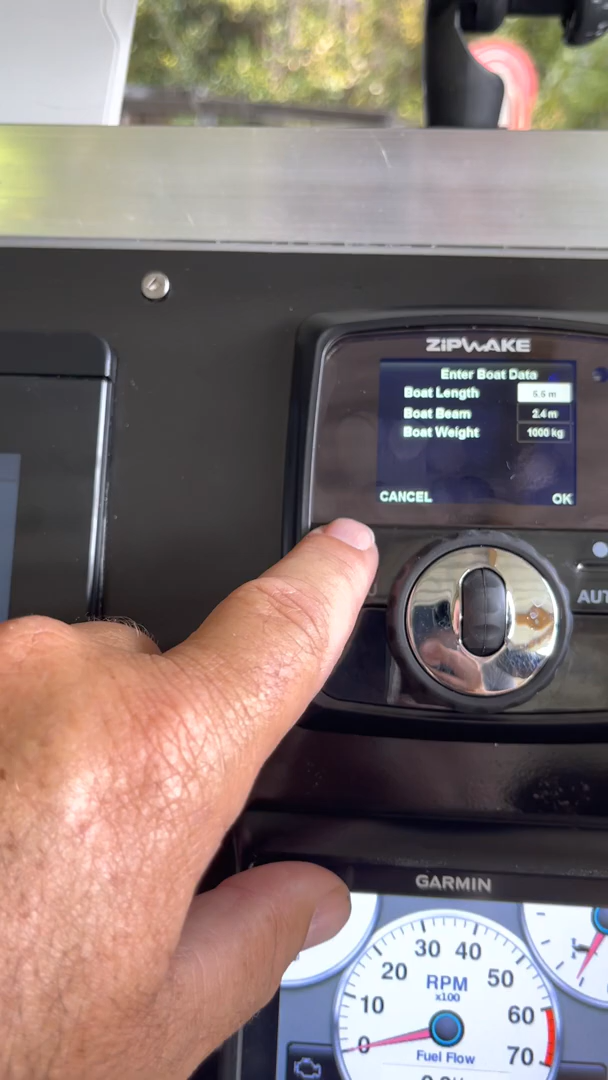 ZIPWAKE
Enter Boat Data
Boat Length 5.5 m
Boat Beam 2.4 m
Boat Weight 1000 kg
CANCEL OK
GARMIN
30 40
20 50
RPM
x100
10 60
0 70
Fuel Flow